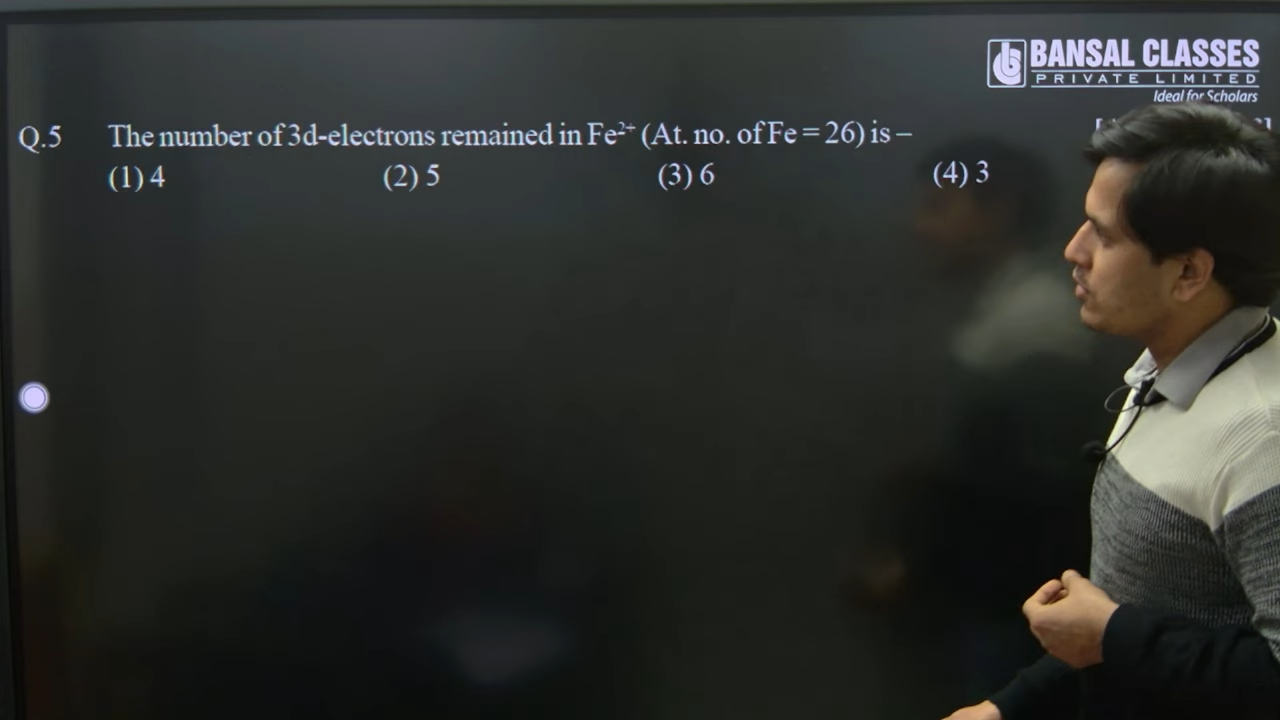 BANSAL CLASSES
PRIVATE LIMITED
Ideal for Scholars
Q.5 The number of 3d-electrons remained in Fe²⁺ (At. no. of Fe = 26) is –
(1) 4 (2) 5 (3) 6 (4) 3